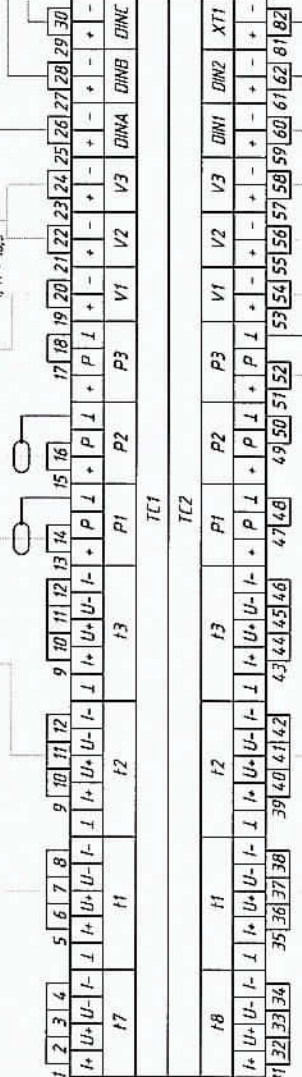 1 2 3 4 5 6 7 8 9 10 11 12 9 10 11 12 13 14 15 16 17 18 19 20 21 22 23 24 25 26 27 28 29 30
I+ U+ U- I- ⊥ I+ U+ U- I- ⊥ I+ U+ U- I- ⊥ I+ U+ U- I- + P ⊥ + P ⊥ + P ⊥ + - + - + - + - + - + -
t7 t1 t2 t3 P1 P2 P3 V1 V2 V3 DINA DINB DINC
TC1
TC2
t8 t1 t2 t3 P1 P2 P3 V1 V2 V3 DIN1 DIN2 XT1
I+ U+ U- I- ⊥ I+ U+ U- I- ⊥ I+ U+ U- I- ⊥ I+ U+ U- I- + P ⊥ + P ⊥ + P ⊥ + - + - + - + - + - + -
31 32 33 34 35 36 37 38 39 40 41 42 43 44 45 46 47 48 49 50 51 52 53 54 55 56 57 58 59 60 61 62 81 82